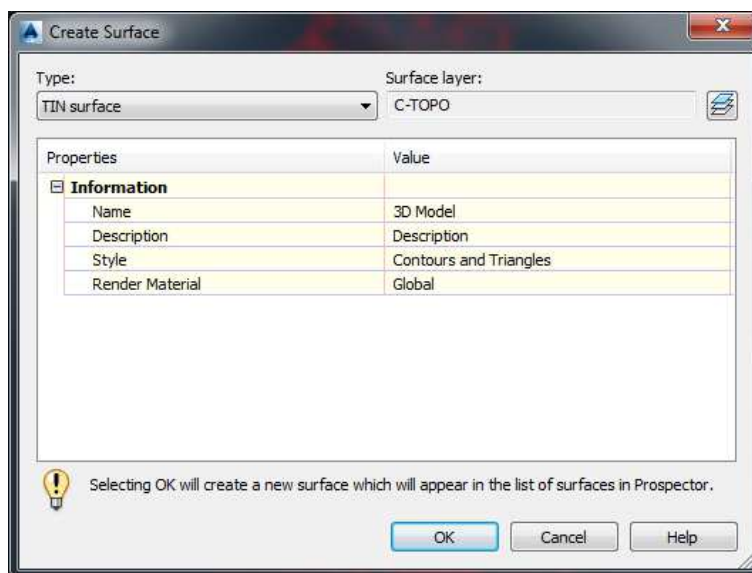 Create Surface
Type:
Surface layer:
TIN surface
C-TOPO
Properties Value
Information
Name 3D Model
Description Description
Style Contours and Triangles
Render Material Global
Selecting OK will create a new surface which will appear in the list of surfaces in Prospector.
OK Cancel Help